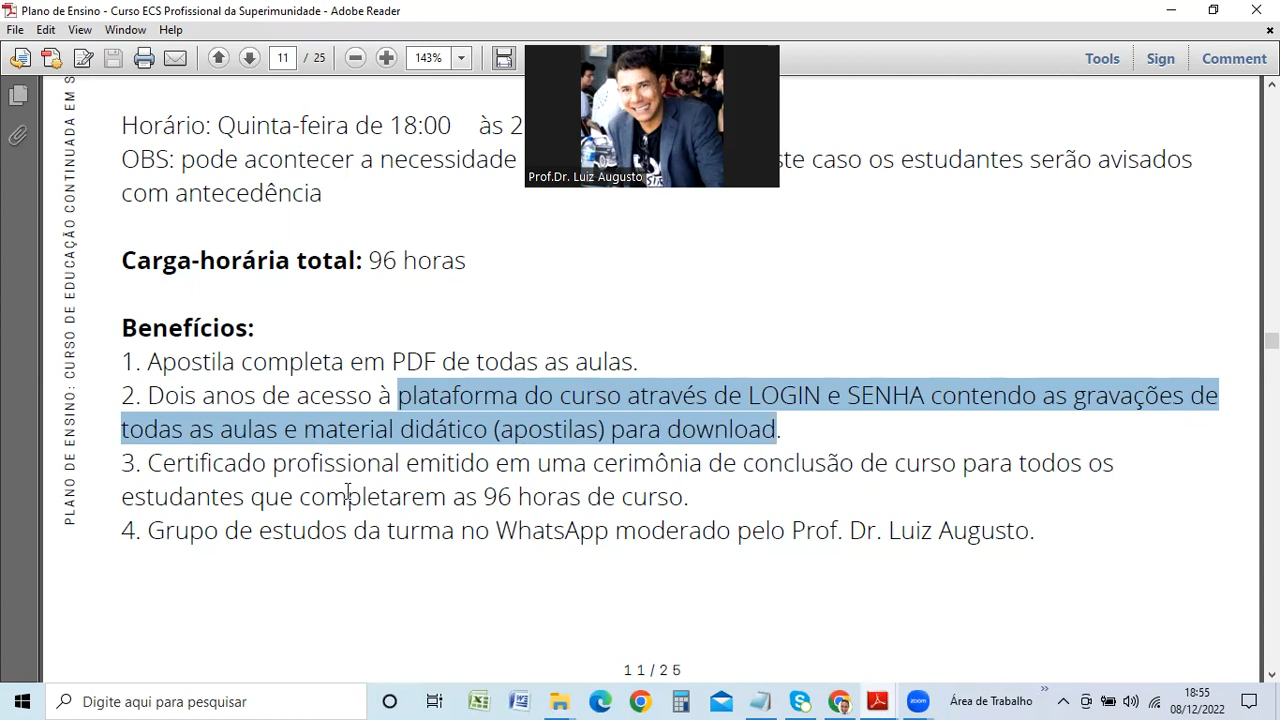 Plano de Ensino - Curso ECS Profissional da Superimunidade - Adobe Reader
File Edit View Window Help
11 / 25 143% Tools Sign Comment
Prof.Dr. Luiz Augusto
PLANO DE ENSINO: CURSO DE EDUCAÇÃO CONTINUADA EM S
Horário: Quinta-feira de 18:00 às 2
OBS: pode acontecer a necessidade ste caso os estudantes serão avisados
com antecedência
Carga-horária total: 96 horas
Benefícios:
1. Apostila completa em PDF de todas as aulas.
2. Dois anos de acesso à plataforma do curso através de LOGIN e SENHA contendo as gravações de
todas as aulas e material didático (apostilas) para download.
3. Certificado profissional emitido em uma cerimônia de conclusão de curso para todos os
estudantes que completarem as 96 horas de curso.
4. Grupo de estudos da turma no WhatsApp moderado pelo Prof. Dr. Luiz Augusto.
11/25
Digite aqui para pesquisar
zoom
Área de Trabalho
18:55
08/12/2022